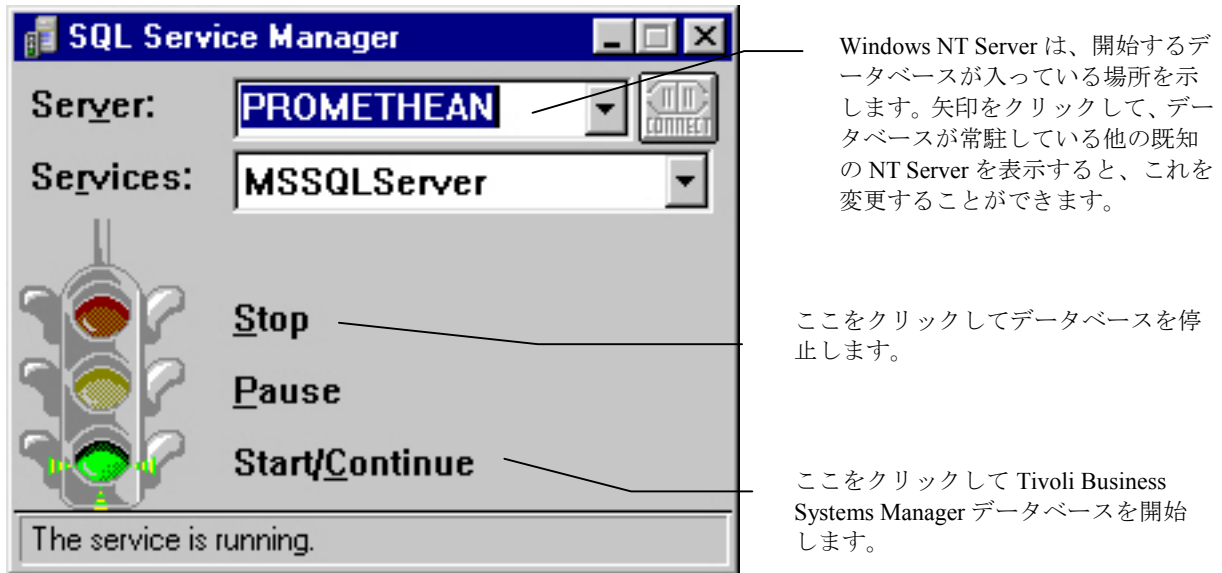 SQL Service Manager
Server:
PROMETHEAN
CONNECT
Services:
MSSQLServer
Stop
Pause
Start/Continue
The service is running.
Windows NT Server は、開始するデ
ータベースが入っている場所を示
します。矢印をクリックして、デー
タベースが常駐している他の既知
の NT Server を表示すると、これを
変更することができます。
ここをクリックしてデータベースを停
止します。
ここをクリックして Tivoli Business
Systems Manager データベースを開始
します。